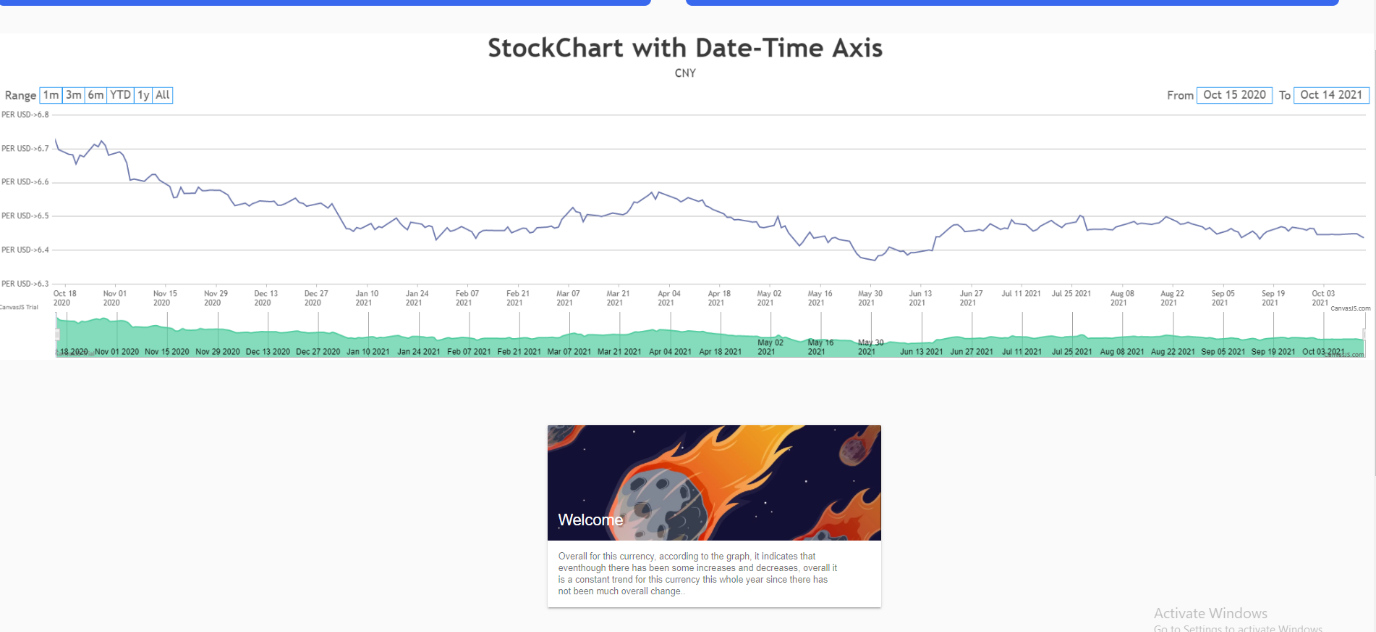 StockChart with Date-Time Axis
CNY
Range 1m 3m 6m YTD 1y All
From Oct 15 2020 To Oct 14 2021
PER USD->6.8
PER USD->6.7
PER USD->6.6
PER USD->6.5
PER USD->6.4
PER USD->6.3
Oct 18 2020
Nov 01 2020
Nov 15 2020
Nov 29 2020
Dec 13 2020
Dec 27 2020
Jan 10 2021
Jan 24 2021
Feb 07 2021
Feb 21 2021
Mar 07 2021
Mar 21 2021
Apr 04 2021
Apr 18 2021
May 02 2021
May 16 2021
May 30 2021
Jun 13 2021
Jun 27 2021
Jul 11 2021
Jul 25 2021
Aug 08 2021
Aug 22 2021
Sep 05 2021
Sep 19 2021
Oct 03 2021
CanvasJS Trial
CanvasJS.com
18 2020
Nov 01 2020
Nov 15 2020
Nov 29 2020
Dec 13 2020
Dec 27 2020
Jan 10 2021
Jan 24 2021
Feb 07 2021
Feb 21 2021
Mar 07 2021
Mar 21 2021
Apr 04 2021
Apr 18 2021
May 02 2021
May 16 2021
May 30 2021
Jun 13 2021
Jun 27 2021
Jul 11 2021
Jul 25 2021
Aug 08 2021
Aug 22 2021
Sep 05 2021
Sep 19 2021
Oct 03 2021
Welcome
Overall for this currency, according to the graph, it indicates that
eventhough there has been some increases and decreases, overall it
is a constant trend for this currency this whole year since there has
not been much overall change..
Activate Windows
Go to Settings to activate Windows.